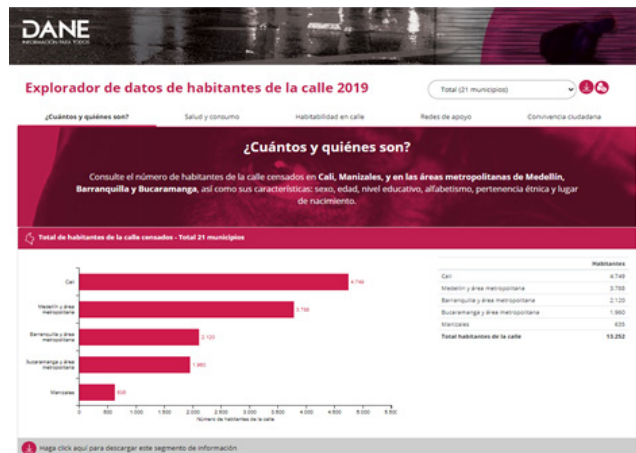 DANE
INFORMACIÓN PARA TODOS
Explorador de datos de habitantes de la calle 2019
Total (21 municipios)
¿Cuántos y quiénes son?
Salud y consumo
Habitabilidad en calle
Redes de apoyo
Convivencia ciudadana
¿Cuántos y quiénes son?
Consulte el número de habitantes de la calle censados en Cali, Manizales, y en las áreas metropolitanas de Medellín,
Barranquilla y Bucaramanga, así como sus características: sexo, edad, nivel educativo, alfabetismo, pertenencia étnica y lugar
de nacimiento.
Total de habitantes de la calle censados - Total 21 municipios
Cali
4.749
Medellín y área
metropolitana
3.788
Barranquilla y área
metropolitana
2.120
Bucaramanga y área
metropolitana
1.960
Manizales
635
0 500 1.000 1.500 2.000 2.500 3.000 3.500 4.000 4.500 5.000 5.500
Número de habitantes de la calle
Habitantes
Cali 4.749
Medellín y área metropolitana 3.788
Barranquilla y área metropolitana 2.120
Bucaramanga y área metropolitana 1.960
Manizales 635
Total habitantes de la calle 13.252
Haga click aquí para descargar este segmento de información